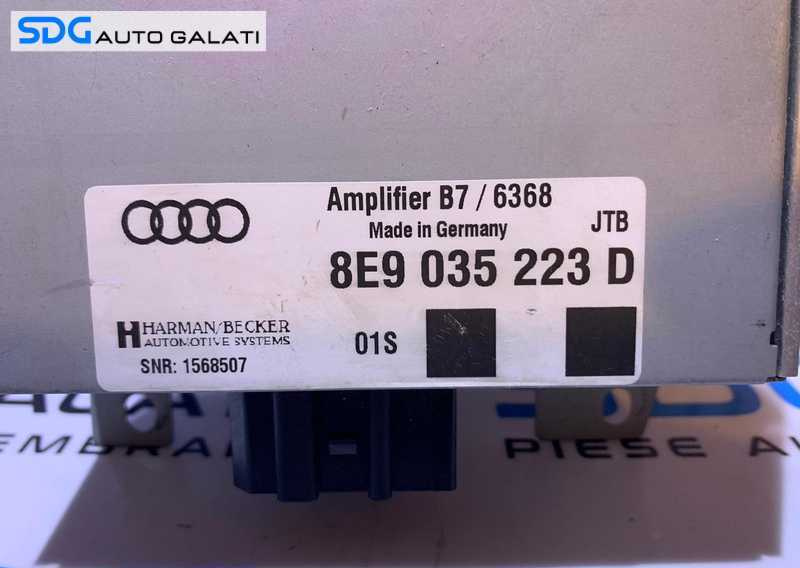 SDG AUTO GALATI
Amplifier B7 / 6368
Made in Germany
JTB
8E9 035 223 D
HARMAN/BECKER
AUTOMOTIVE SYSTEMS
01S
SNR: 1568507
PIESE